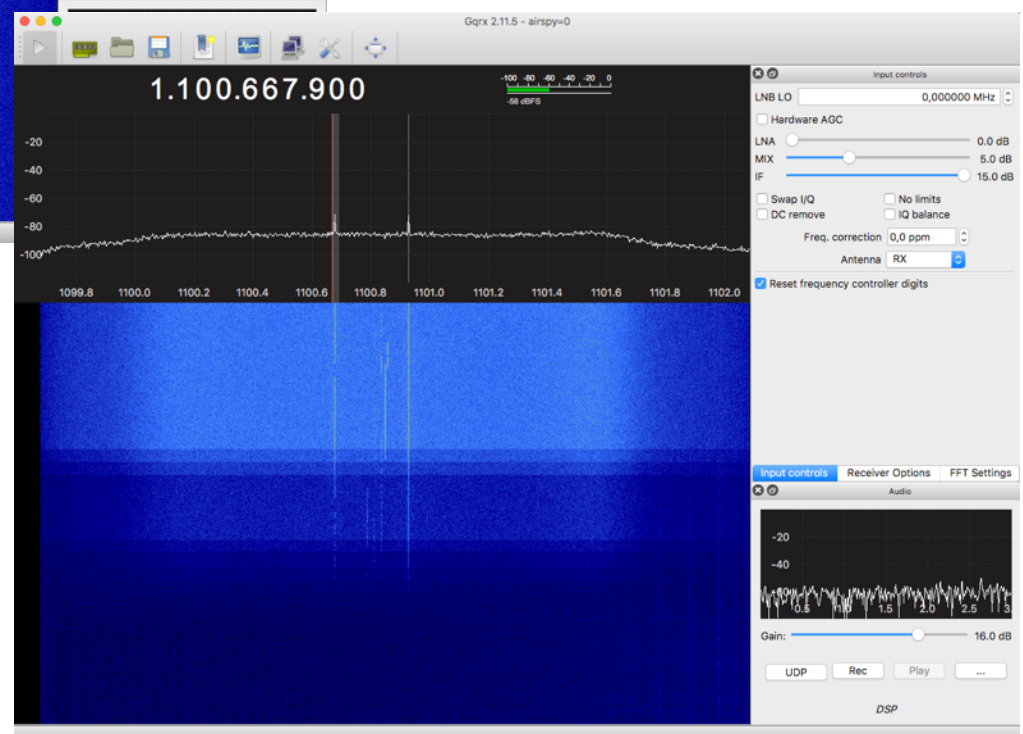 Gqrx 2.11.5 - airspy=0
1.100.667.900
-100 -80 -60 -40 -20 0
-58 dBFS
-20
-40
-60
-80
-100
1099.8 1100.0 1100.2 1100.4 1100.6 1100.8 1101.0 1101.2 1101.4 1101.6 1101.8 1102.0
Input controls
LNB LO 0,000000 MHz
Hardware AGC
LNA 0.0 dB
MIX 5.0 dB
IF 15.0 dB
Swap I/Q No limits
DC remove IQ balance
Freq. correction 0,0 ppm
Antenna RX
Reset frequency controller digits
Input controls Receiver Options FFT Settings
Audio
-20
-40
0.5 1.5 2.0 2.5 3.
Gain: 16.0 dB
UDP Rec Play ...
DSP